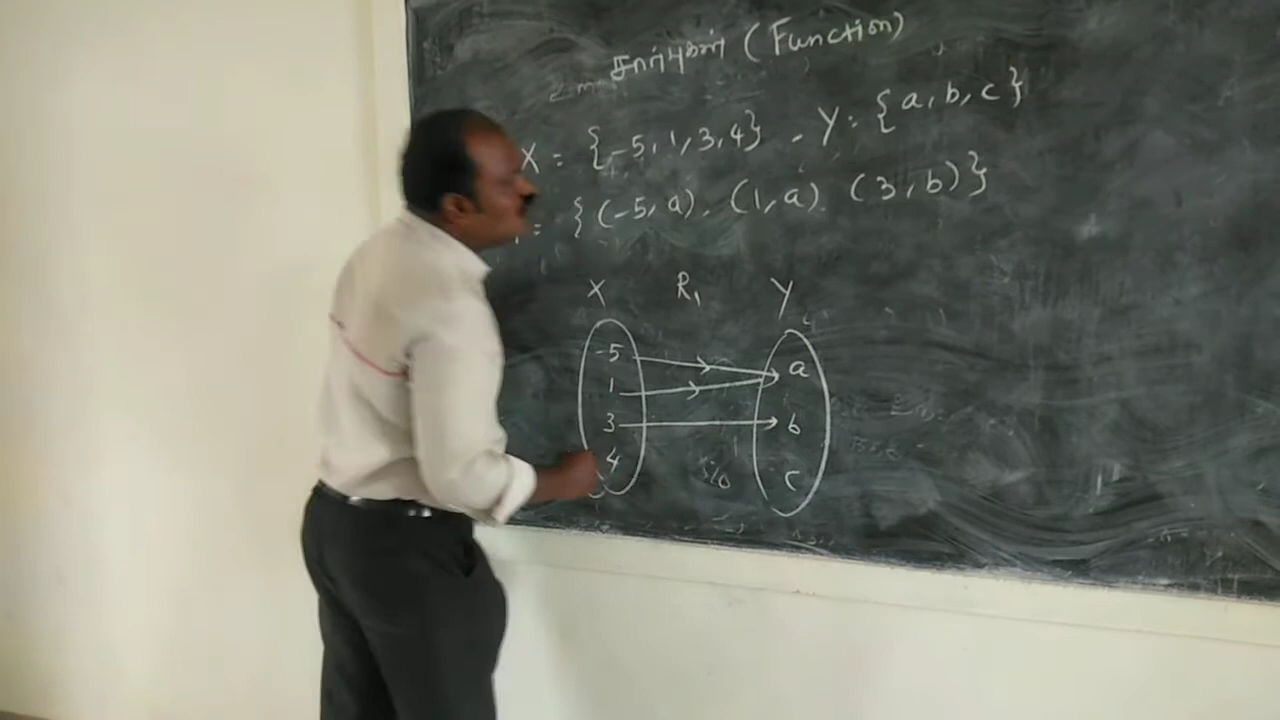 சார்புகள் (Function)
X = {-5, 1, 3, 4} - Y = {a, b, c}
= {(-5, a), (1, a), (3, b)}
X R₁ Y
-5 a
1
3 b
4 c